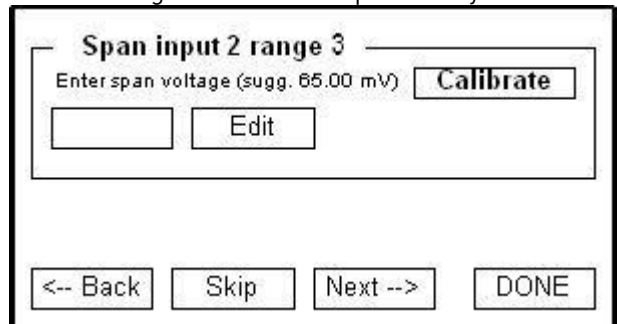 Span input 2 range 3
Enter span voltage (sugg. 65.00 mV) Calibrate
Edit
<-- Back Skip Next --> DONE